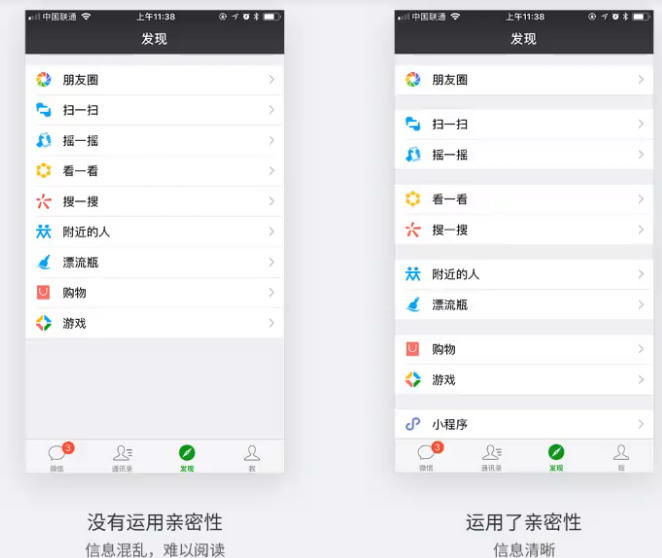 中国联通 上午11:38
发现
朋友圈
扫一扫
摇一摇
看一看
搜一搜
附近的人
漂流瓶
购物
游戏
3
微信 通讯录 发现 我
没有运用亲密性
信息混乱，难以阅读
中国联通 上午11:38
发现
朋友圈
扫一扫
摇一摇
看一看
搜一搜
附近的人
漂流瓶
购物
游戏
小程序
3
微信 通讯录 发现 我
运用了亲密性
信息清晰